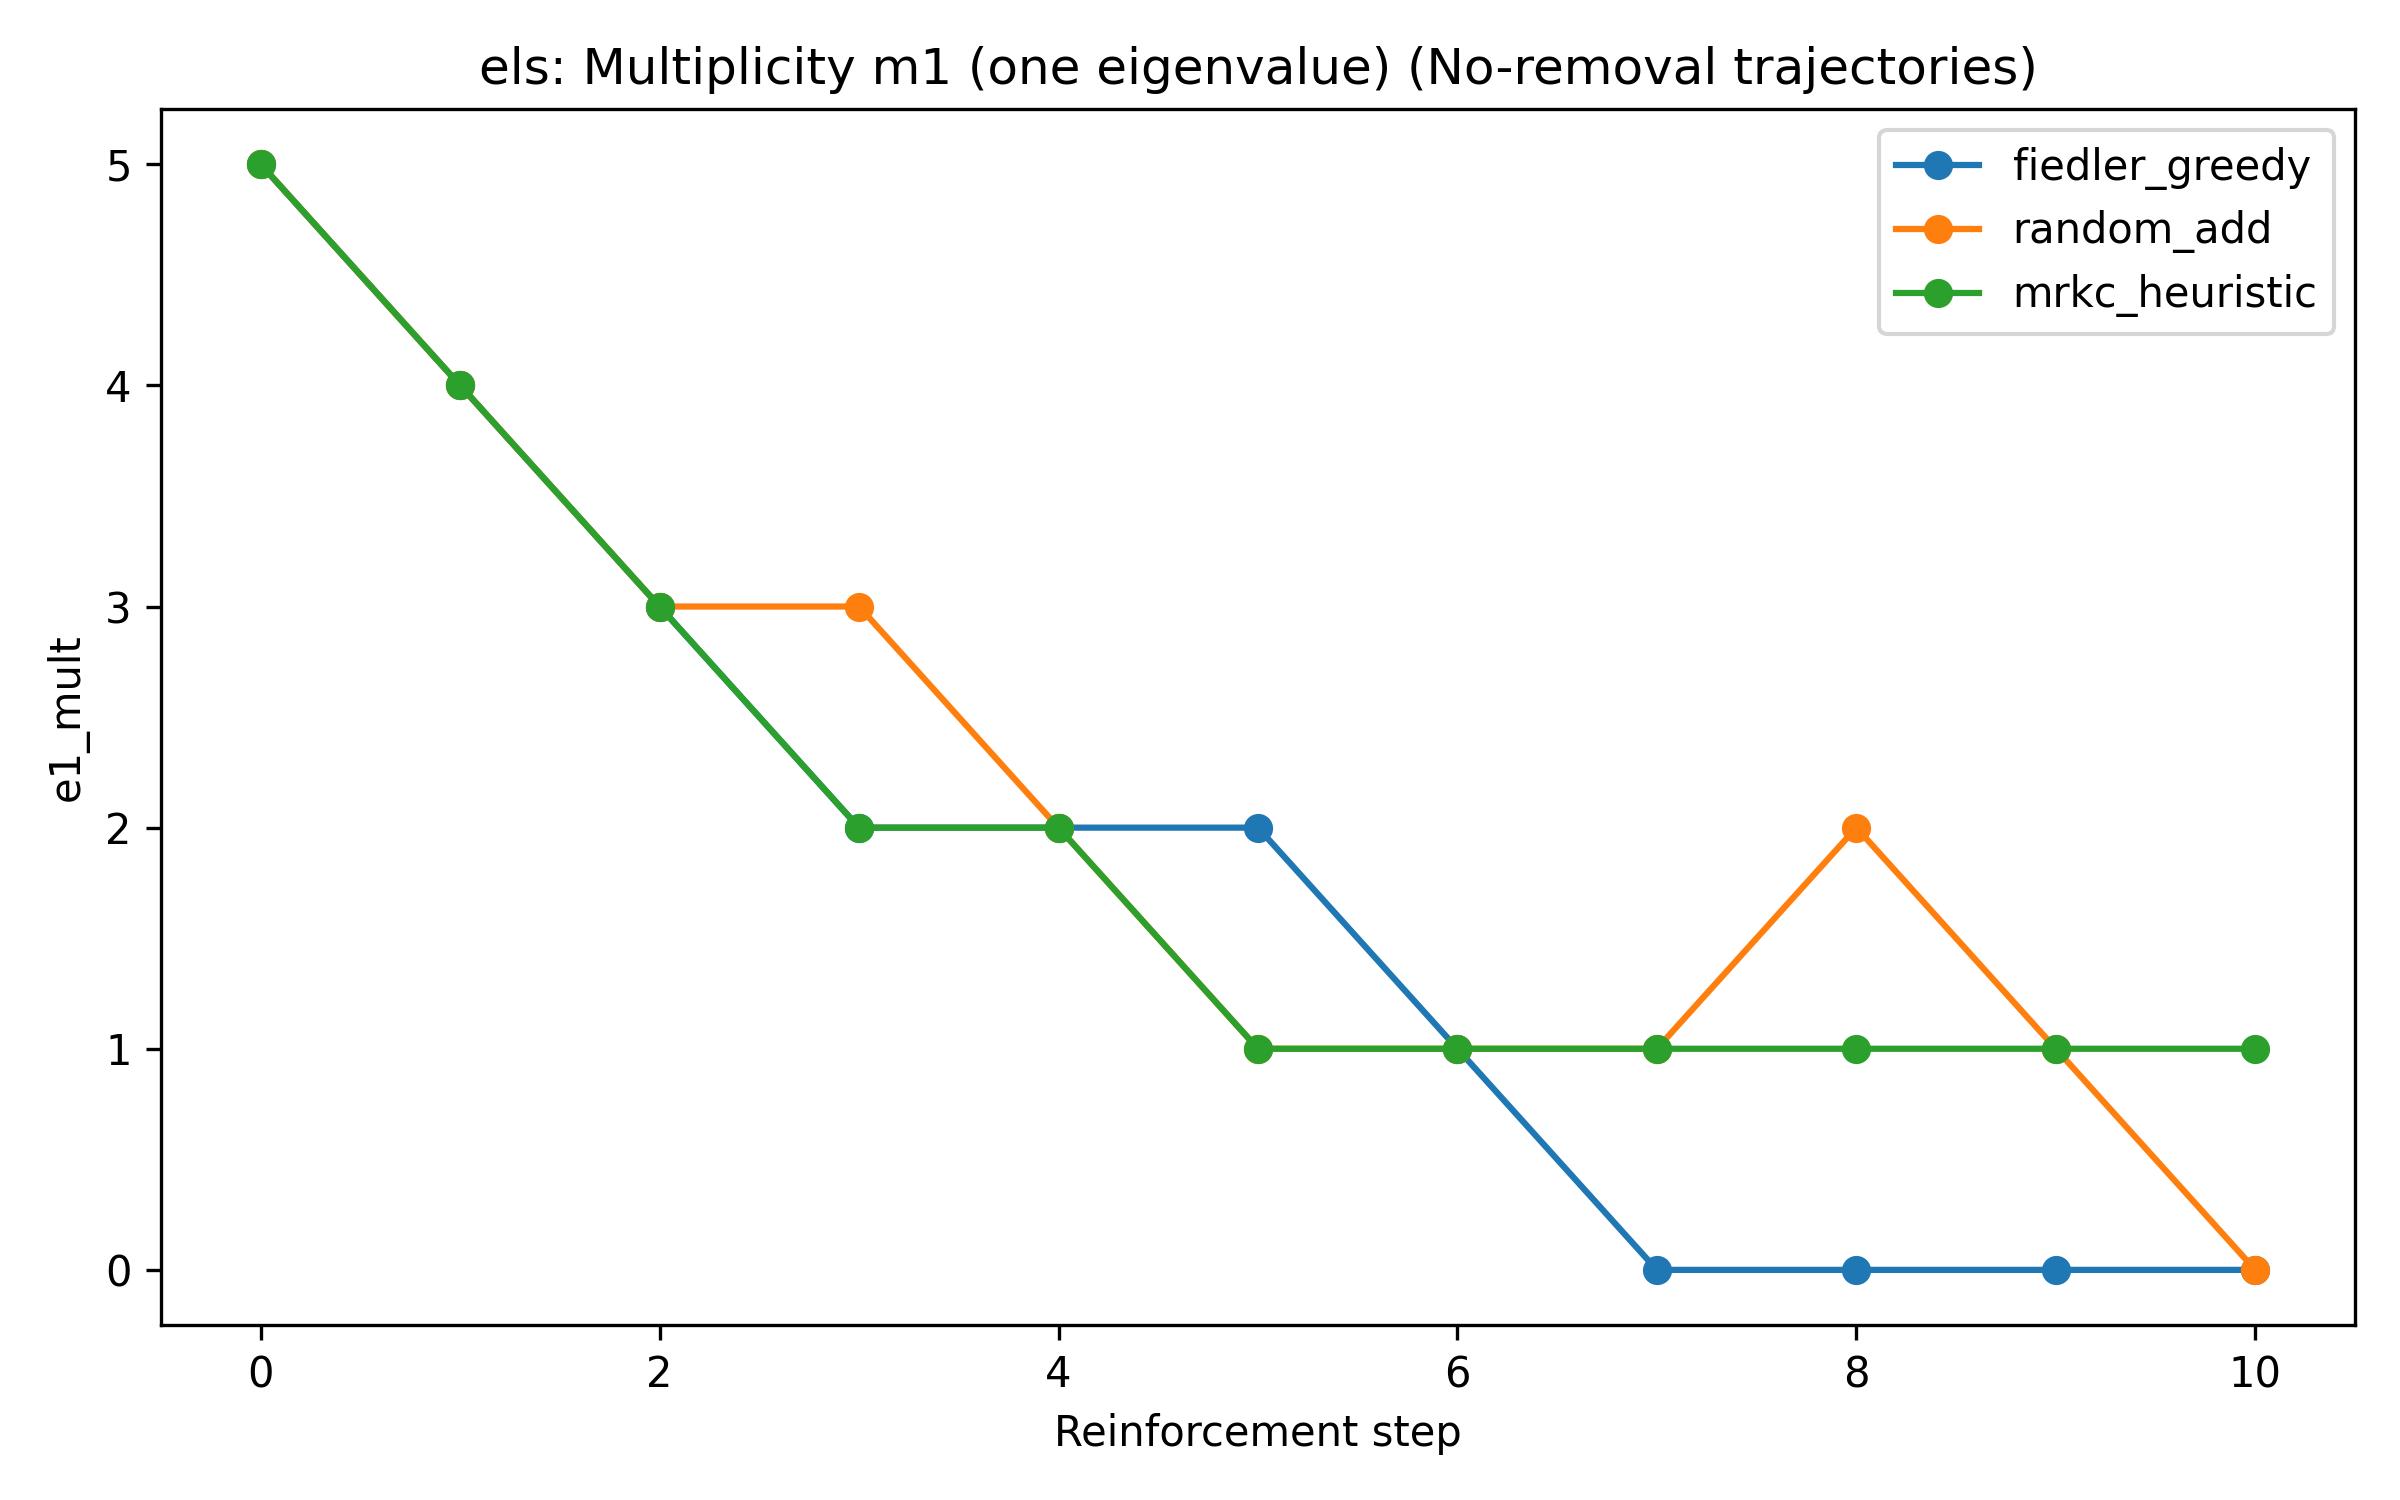 els: Multiplicity m1 (one eigenvalue) (No-removal trajectories)
fiedler_greedy
random_add
mrkc_heuristic
5
4
3
2
1
0
e1_mult
0 2 4 6 8 10
Reinforcement step